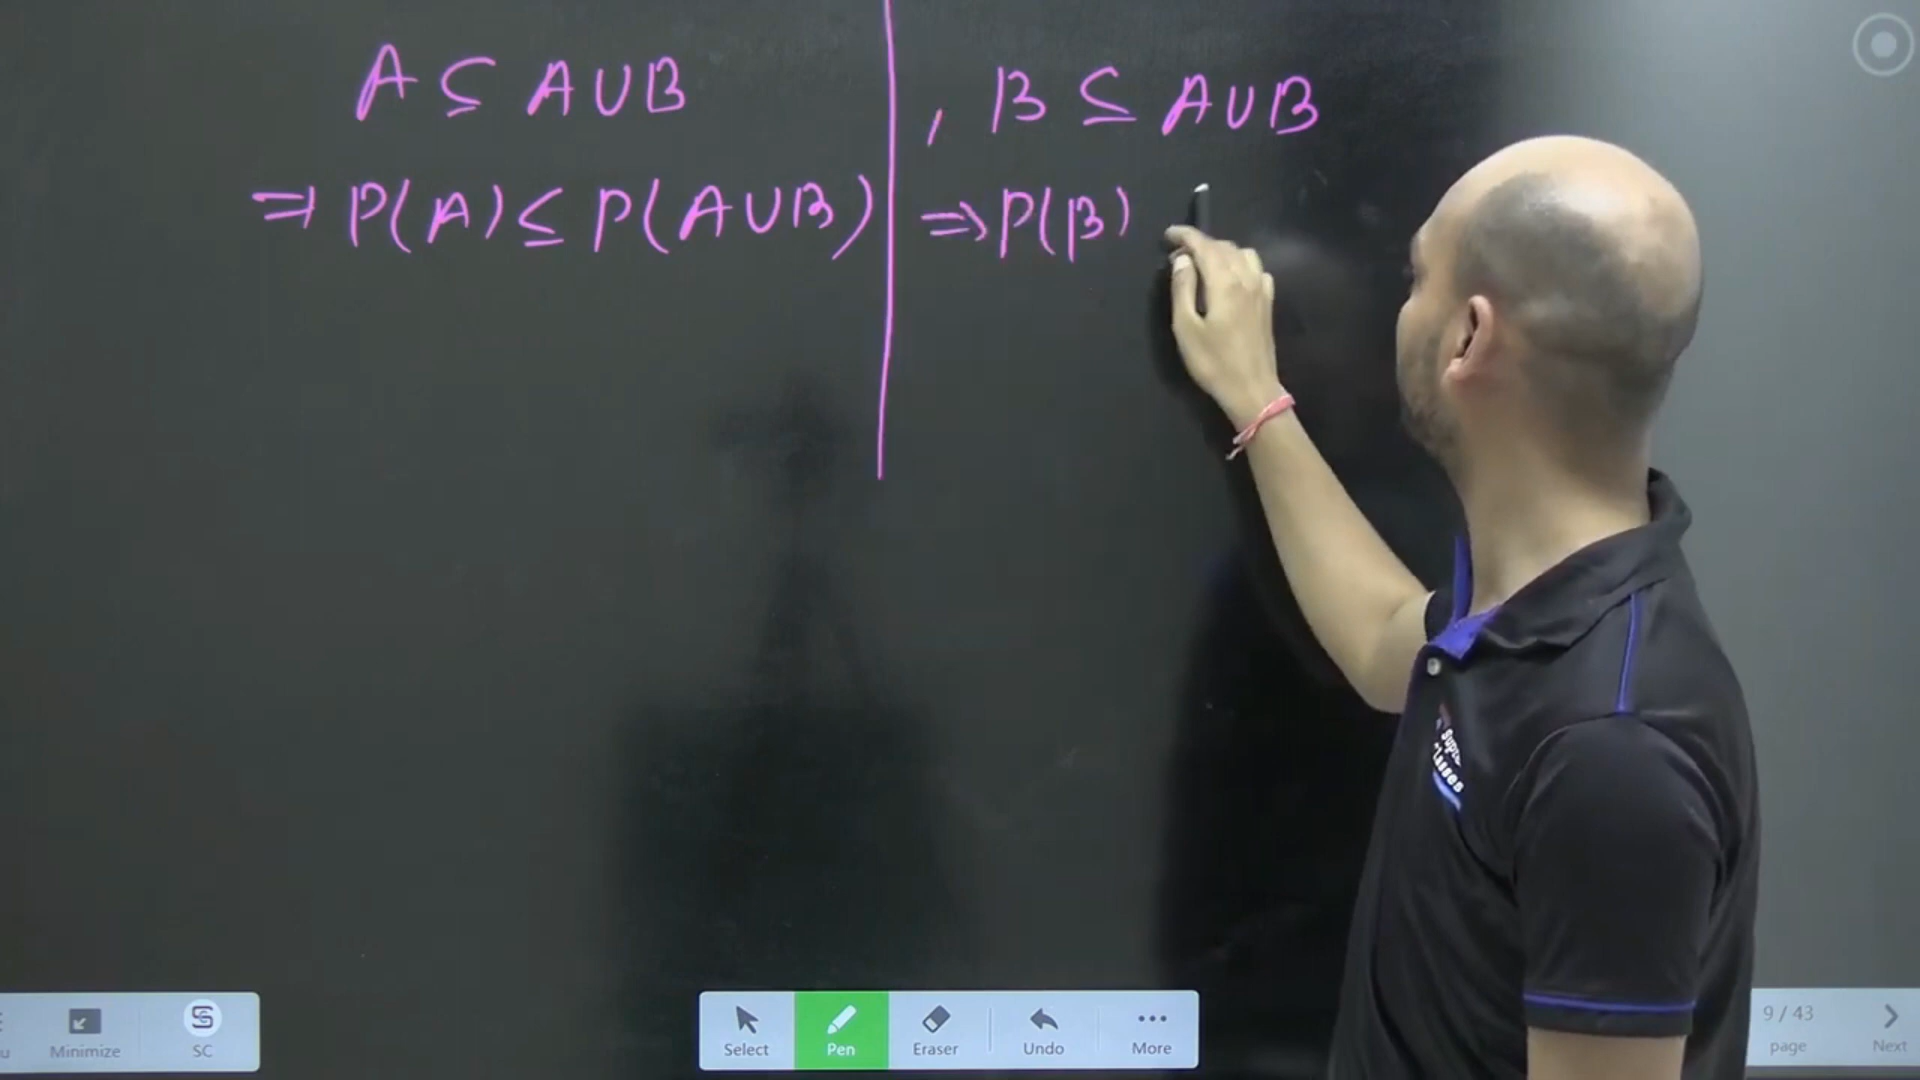 A ⊆ A∪B , B ⊆ A∪B
⇒ P(A) ≤ P(A∪B) ⇒ P(B)
Minimize
SC
Select
Pen
Eraser
Undo
More
9 / 43
page
Next